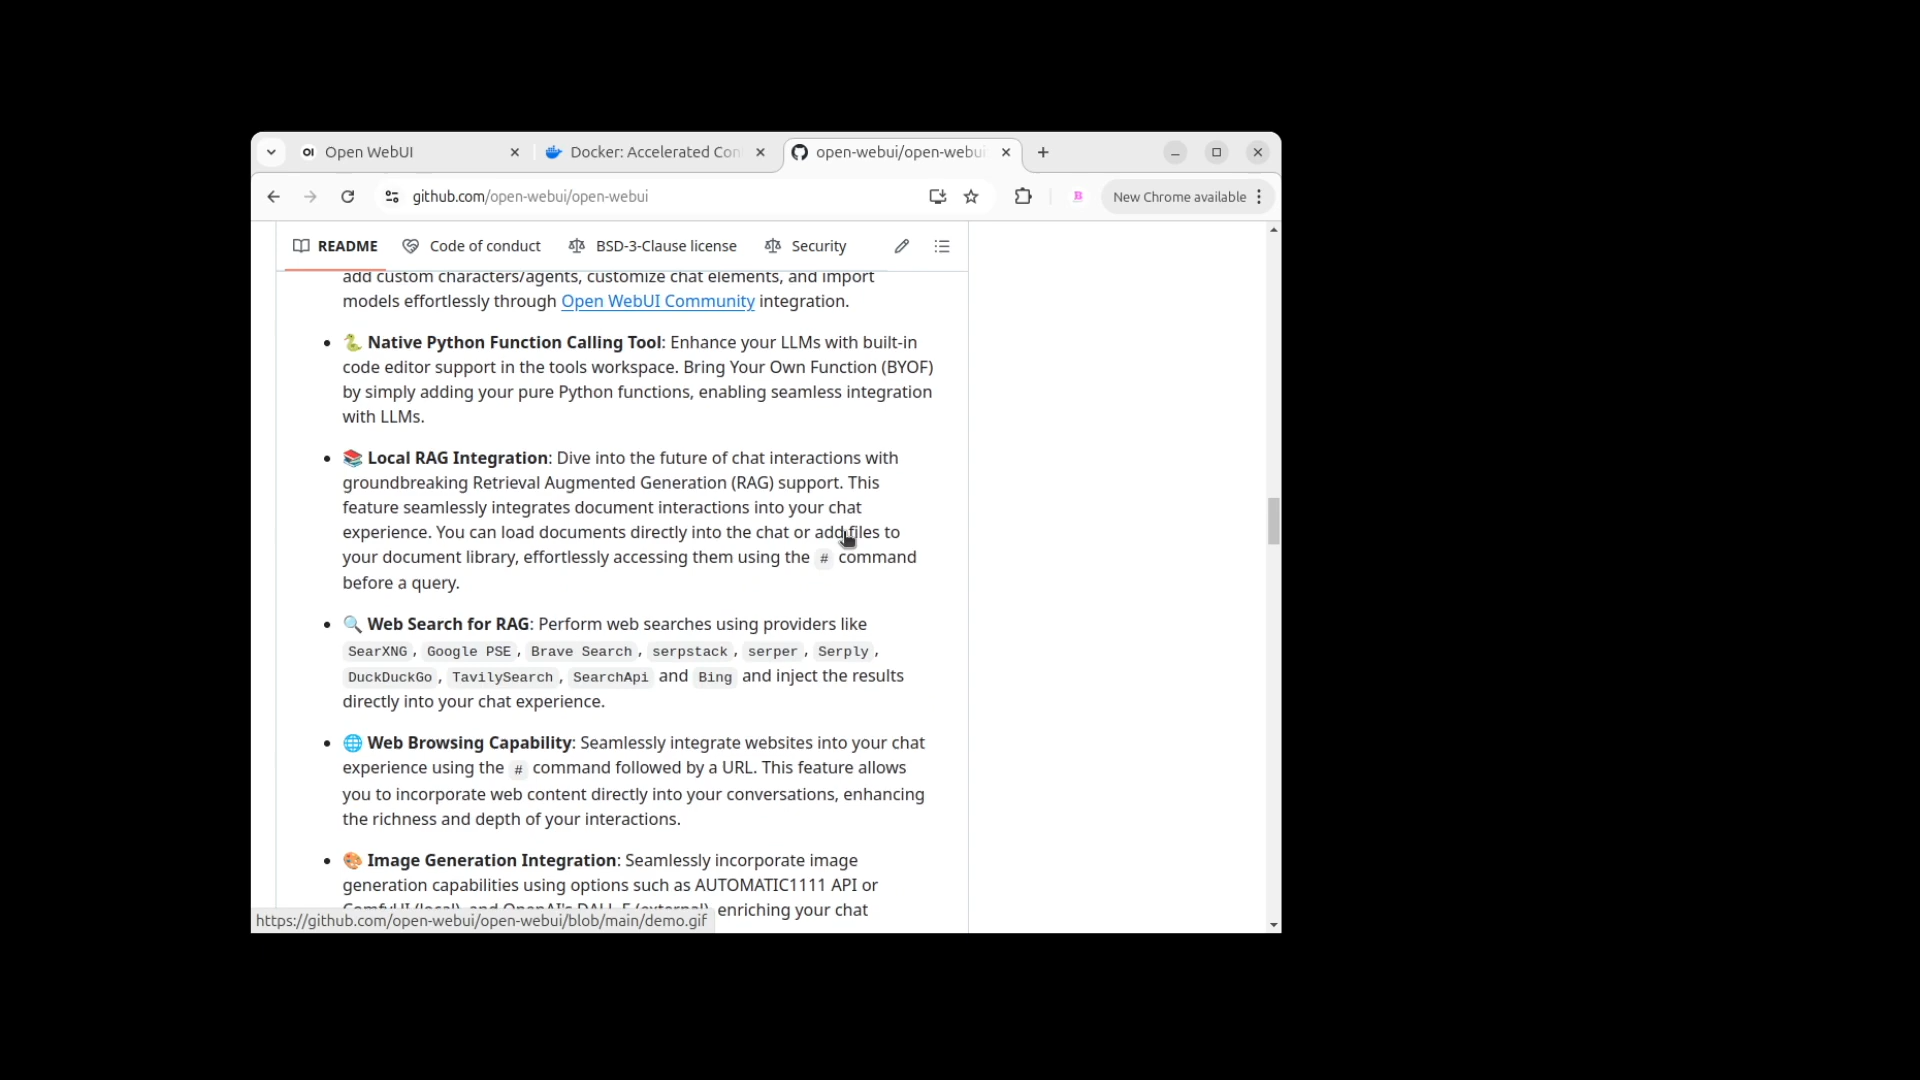 Open WebUI
Docker: Accelerated Con
open-webui/open-webui
github.com/open-webui/open-webui
New Chrome available
README
Code of conduct
BSD-3-Clause license
Security
add custom characters/agents, customize chat elements, and import
models effortlessly through Open WebUI Community integration.
• 🐍 Native Python Function Calling Tool: Enhance your LLMs with built-in
code editor support in the tools workspace. Bring Your Own Function (BYOF)
by simply adding your pure Python functions, enabling seamless integration
with LLMs.
• 📚 Local RAG Integration: Dive into the future of chat interactions with
groundbreaking Retrieval Augmented Generation (RAG) support. This
feature seamlessly integrates document interactions into your chat
experience. You can load documents directly into the chat or add files to
your document library, effortlessly accessing them using the # command
before a query.
• 🔍 Web Search for RAG: Perform web searches using providers like
SearXNG, Google PSE, Brave Search, serpstack, serper, Serply,
DuckDuckGo, TavilySearch, SearchApi and Bing and inject the results
directly into your chat experience.
• 🌐 Web Browsing Capability: Seamlessly integrate websites into your chat
experience using the # command followed by a URL. This feature allows
you to incorporate web content directly into your conversations, enhancing
the richness and depth of your interactions.
• 🎨 Image Generation Integration: Seamlessly incorporate image
generation capabilities using options such as AUTOMATIC1111 API or
ComfyUI (local), and OpenAI's DALL-E (external), enriching your chat
https://github.com/open-webui/open-webui/blob/main/demo.gif